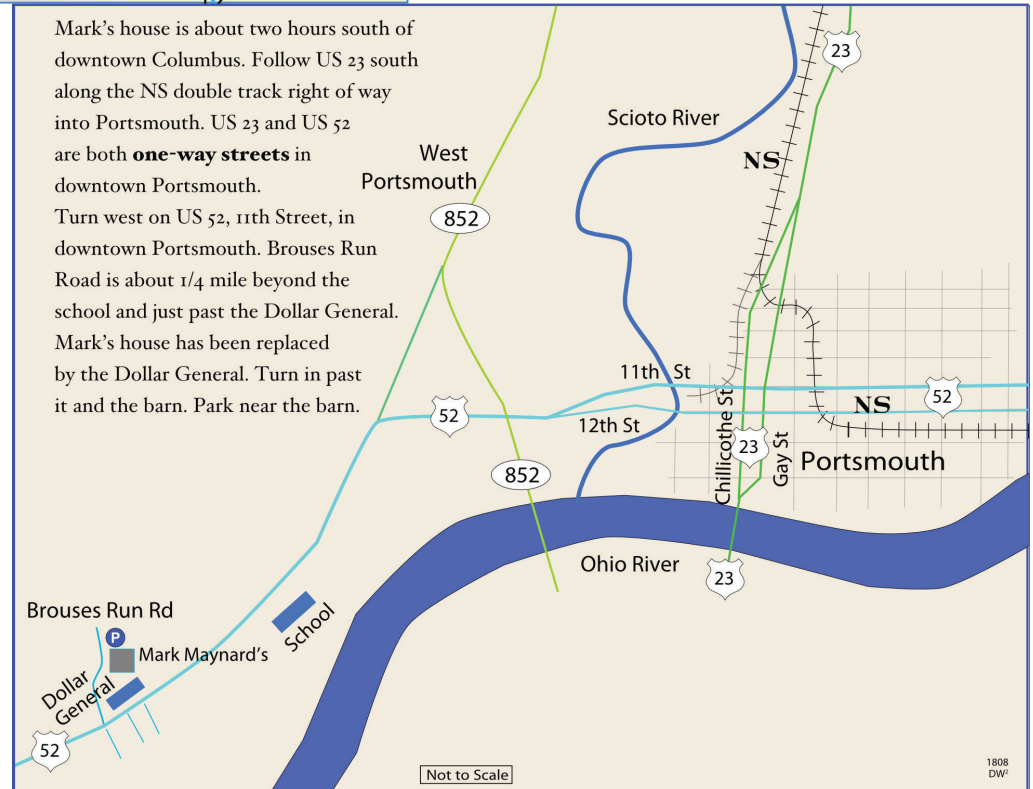 Mark's house is about two hours south of
downtown Columbus. Follow US 23 south
along the NS double track right of way
into Portsmouth. US 23 and US 52
are both one-way streets in
downtown Portsmouth.
Turn west on US 52, 11th Street, in
downtown Portsmouth. Brouses Run
Road is about 1/4 mile beyond the
school and just past the Dollar General.
Mark's house has been replaced
by the Dollar General. Turn in past
it and the barn. Park near the barn.
23
Scioto River
NS
West
Portsmouth
852
11th St
52
52
12th St
NS
Chillicothe St
23
Gay St
Portsmouth
852
Ohio River
23
Brouses Run Rd
P
Mark Maynard's
School
Dollar
General
52
Not to Scale
1808
DW²